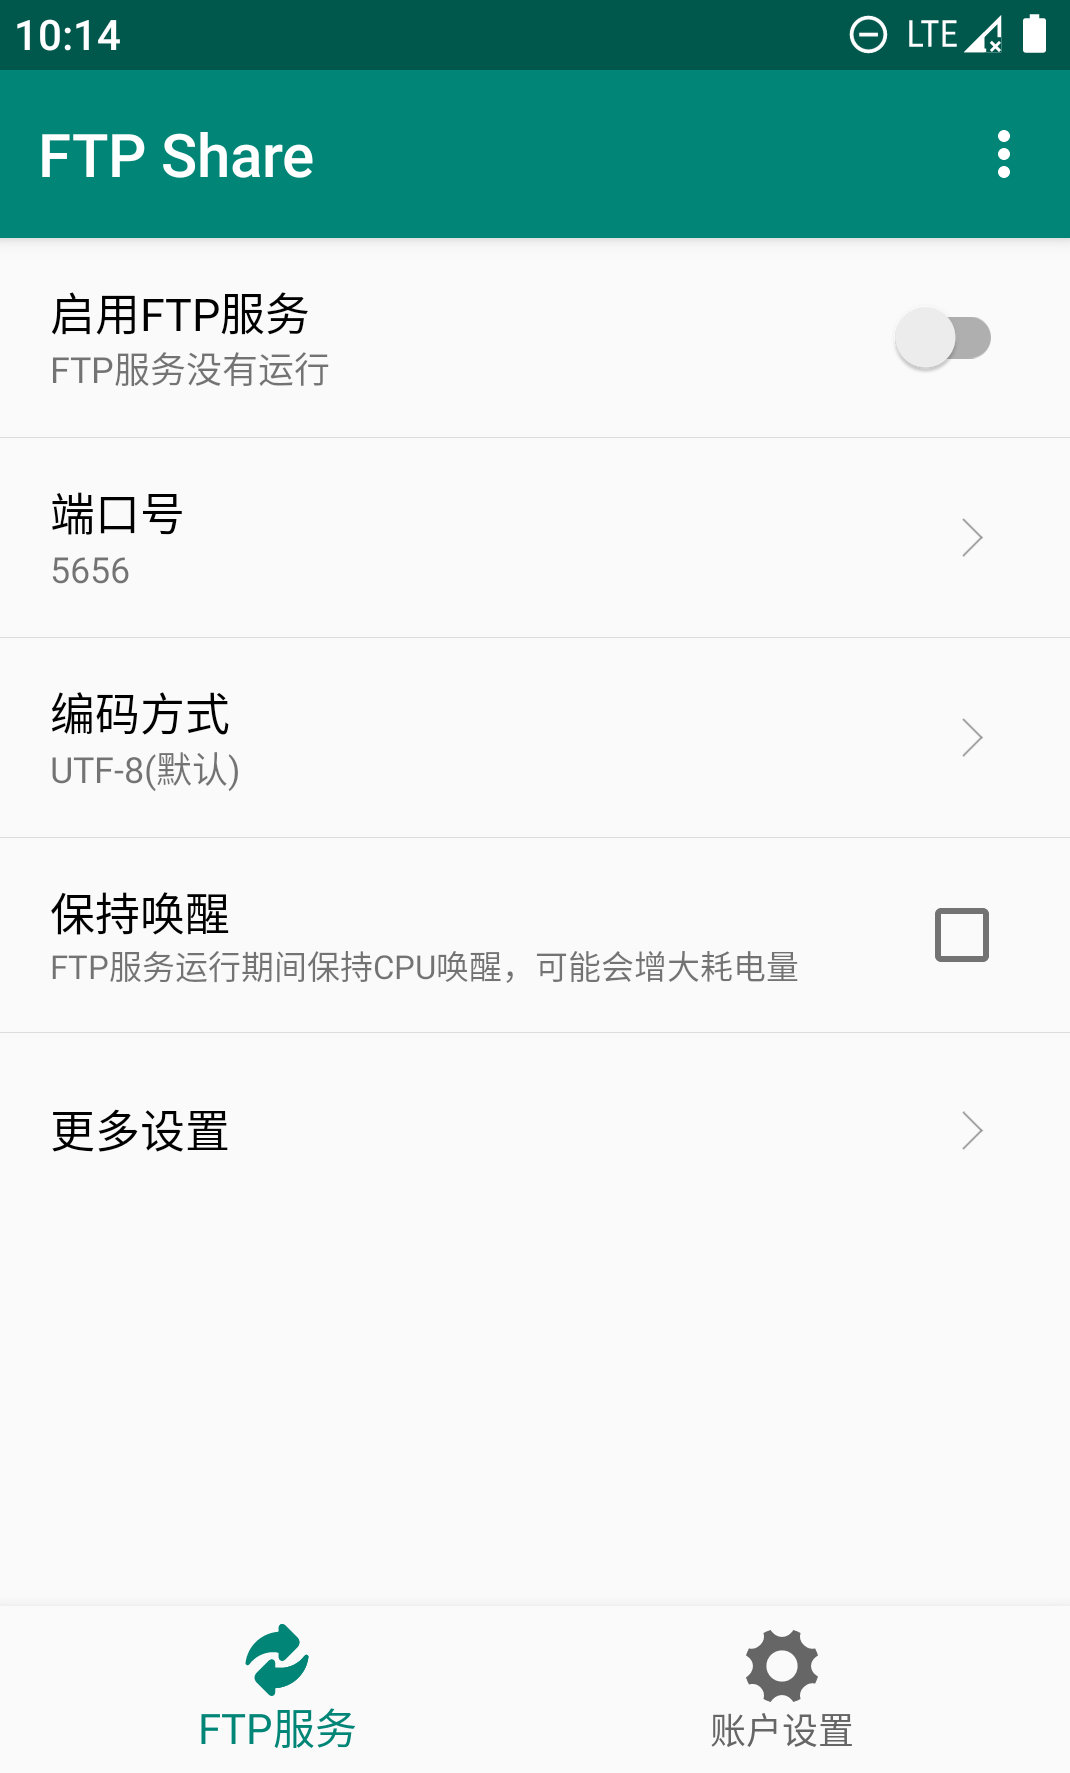 10:14 LTE
FTP Share
启用FTP服务
FTP服务没有运行
端口号
5656
编码方式
UTF-8(默认)
保持唤醒
FTP服务运行期间保持CPU唤醒，可能会增大耗电量
更多设置
FTP服务 账户设置